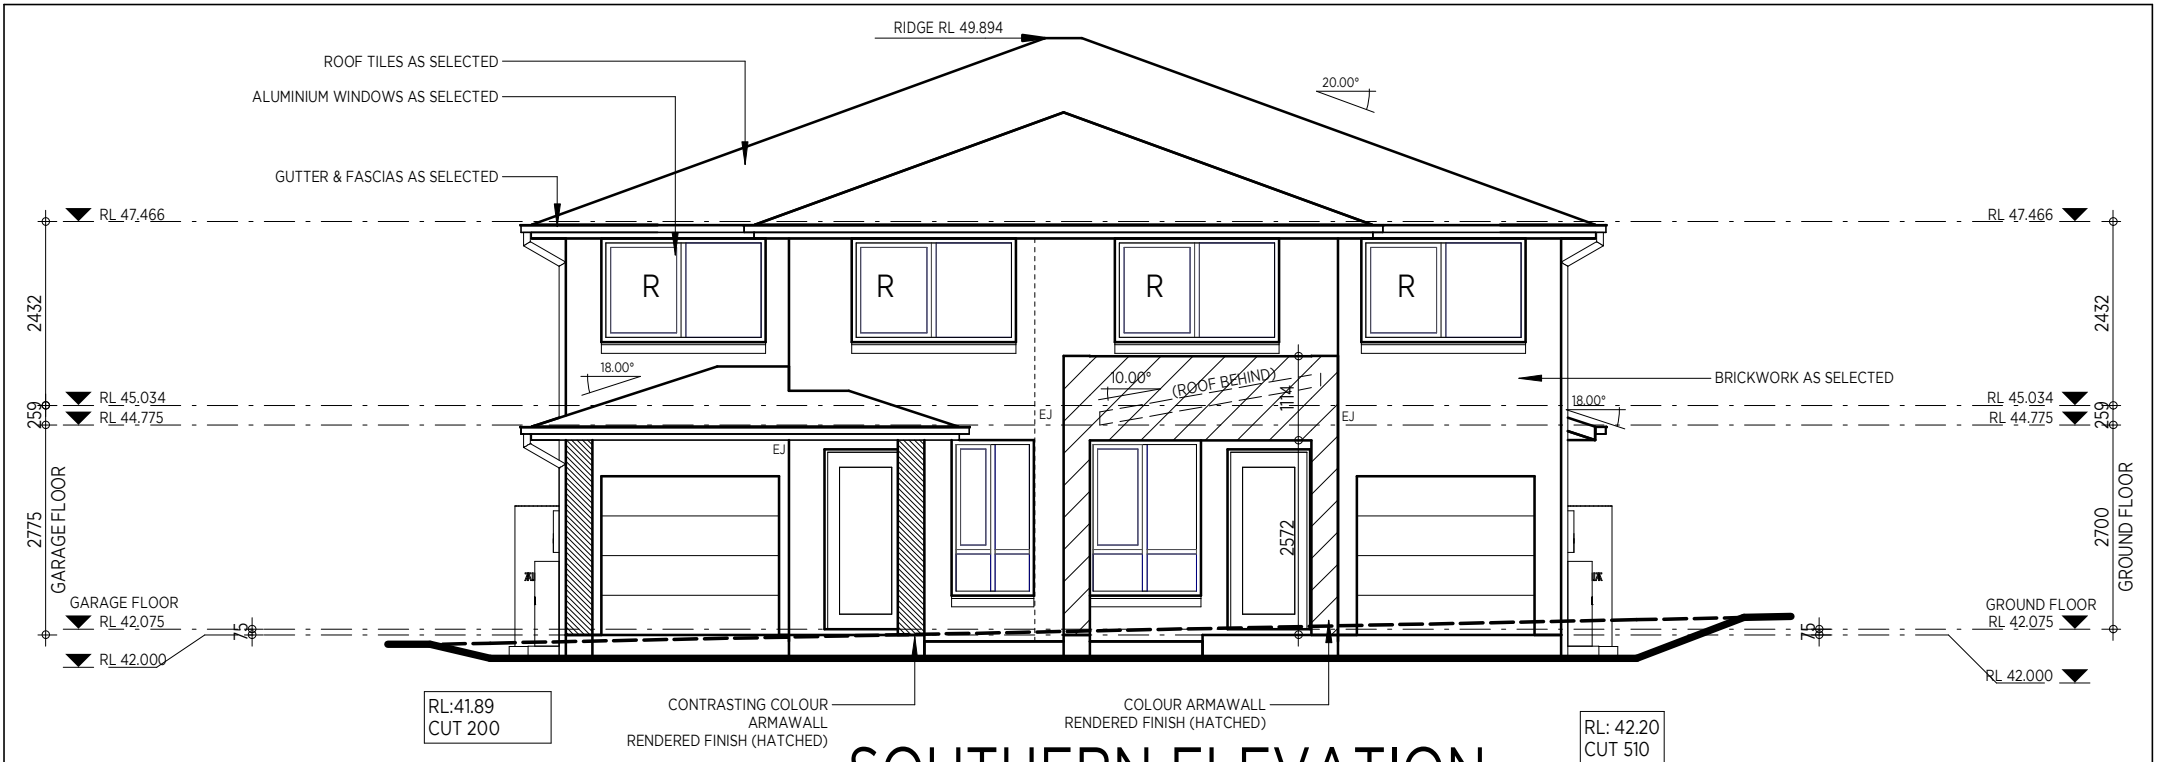 RIDGE RL 49.894
ROOF TILES AS SELECTED
20.00°
ALUMINIUM WINDOWS AS SELECTED
GUTTER & FASCIAS AS SELECTED
RL 47.466
RL 47.466
R
R
R
R
2432
2432
18.00°
10.00°
(ROOF BEHIND)
1114
BRICKWORK AS SELECTED
RL 45.034
RL 45.034
18.00°
259
259
RL 44.775
RL 44.775
EJ
EJ
EJ
2775
GARAGE FLOOR
2572
2700
GROUND FLOOR
GARAGE FLOOR
RL 42.075
75
GROUND FLOOR
RL 42.075
75
RL 42.000
RL 42.000
RL:41.89
CUT 200
CONTRASTING COLOUR
ARMAWALL
RENDERED FINISH (HATCHED)
COLOUR ARMAWALL
RENDERED FINISH (HATCHED)
RL: 42.20
CUT 510
SOUTHERN ELEVATION